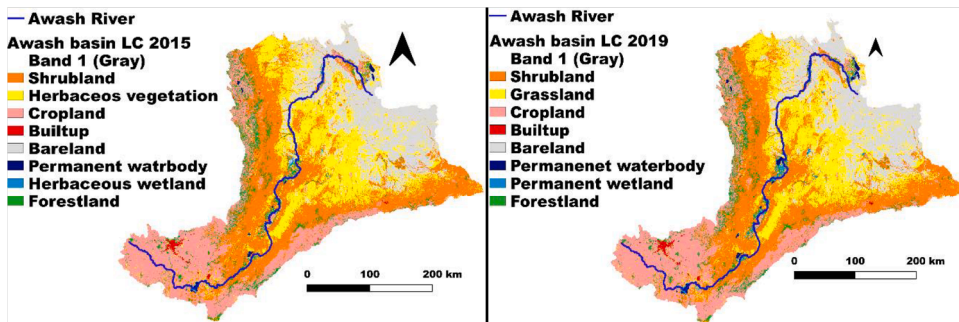 Awash River
Awash basin LC 2015
Band 1 (Gray)
Shrubland
Herbaceos vegetation
Cropland
Builtup
Bareland
Permanent watrbody
Herbaceous wetland
Forestland
0 100 200 km
Awash River
Awash basin LC 2019
Band 1 (Gray)
Shrubland
Grassland
Cropland
Builtup
Bareland
Permanenet waterbody
Permanent wetland
Forestland
0 100 200 km